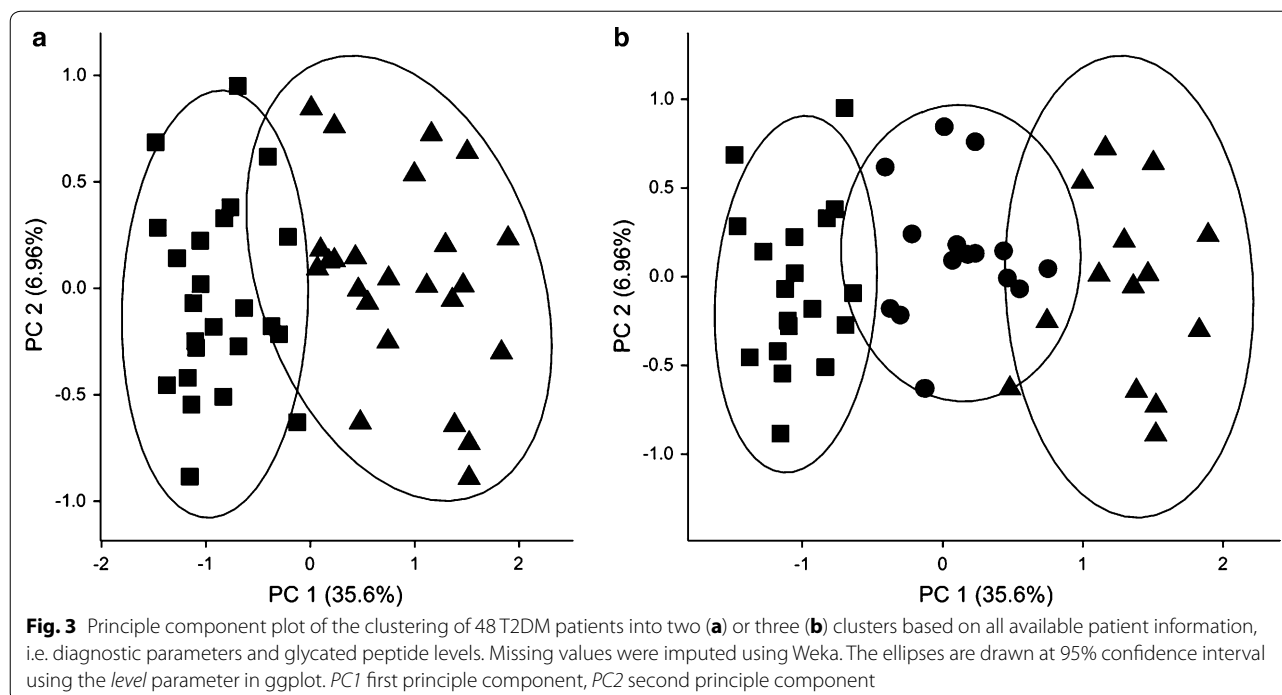 a
1.0
0.5
0.0
-0.5
-1.0
PC 2 (6.96%)
-2 -1 0 1 2
PC 1 (35.6%)
b
1.0
0.5
0.0
-0.5
-1.0
PC 2 (6.96%)
-1 0 1 2
PC 1 (35.6%)
Fig. 3 Principle component plot of the clustering of 48 T2DM patients into two (a) or three (b) clusters based on all available patient information,
i.e. diagnostic parameters and glycated peptide levels. Missing values were imputed using Weka. The ellipses are drawn at 95% confidence interval
using the level parameter in ggplot. PC1 first principle component, PC2 second principle component